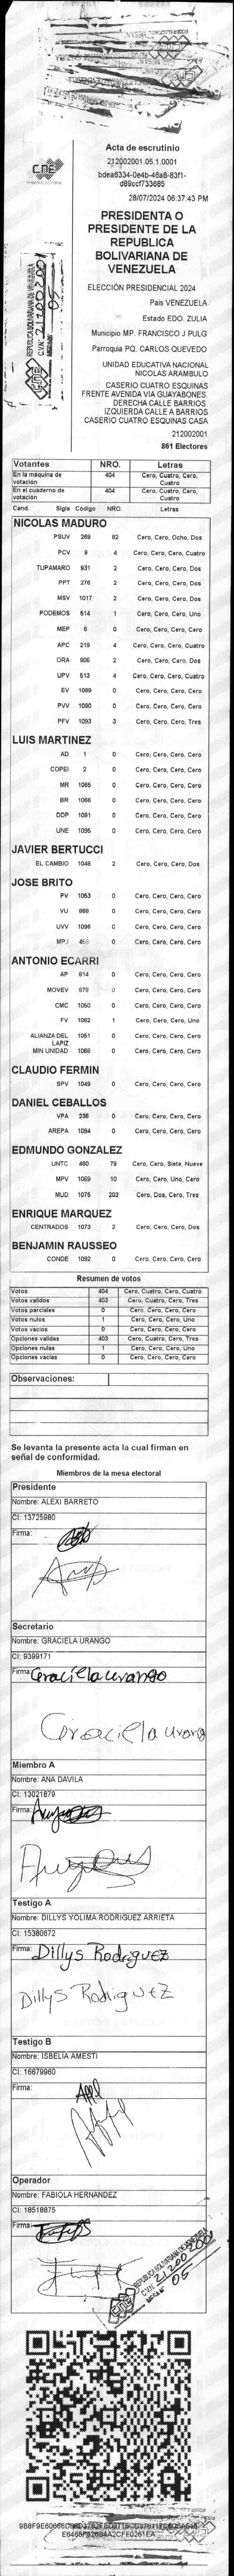 CNE
Acta de escrutinio
212002001.05.1.0001
bdea6334-0e4b-46a8-83f1-
d89ccf733685
28/07/2024 06:37:43 PM
PRESIDENTA O
PRESIDENTE DE LA
REPUBLICA
BOLIVARIANA DE
VENEZUELA
ELECCIÓN PRESIDENCIAL 2024
País VENEZUELA
Estado EDO. ZULIA
Municipio MP. FRANCISCO J PULG
Parroquia PQ. CARLOS QUEVEDO
UNIDAD EDUCATIVA NACIONAL
NICOLAS ARAMBULO
CASERIO CUATRO ESQUINAS
FRENTE AVENIDA VIA GUAYABONES.
DERECHA CALLE BARRIOS.
IZQUIERDA CALLE A BARRIOS
CASERIO CUATRO ESQUINAS CASA
212002001
861 Electores
Votantes NRO. Letras
En la máquina de votación 404 Cero, Cuatro, Cero, Cuatro
En el cuaderno de votación 404 Cero, Cuatro, Cero, Cuatro
Cand. Sigla Código NRO. Letras
NICOLAS MADURO
PSUV 269 82 Cero, Cero, Ocho, Dos
PCV 9 4 Cero, Cero, Cero, Cuatro
TUPAMARO 931 2 Cero, Cero, Cero, Dos
PPT 276 2 Cero, Cero, Cero, Dos
MSV 1017 2 Cero, Cero, Cero, Dos
PODEMOS 514 1 Cero, Cero, Cero, Uno
MEP 6 0 Cero, Cero, Cero, Cero
APC 219 4 Cero, Cero, Cero, Cuatro
ORA 906 2 Cero, Cero, Cero, Dos
UPV 513 4 Cero, Cero, Cero, Cuatro
EV 1089 0 Cero, Cero, Cero, Cero
PVV 1090 0 Cero, Cero, Cero, Cero
PFV 1093 3 Cero, Cero, Cero, Tres
LUIS MARTINEZ
AD 1 0 Cero, Cero, Cero, Cero
COPEI 2 0 Cero, Cero, Cero, Cero
MR 1065 0 Cero, Cero, Cero, Cero
BR 1066 0 Cero, Cero, Cero, Cero
DDP 1091 0 Cero, Cero, Cero, Cero
UNE 1095 0 Cero, Cero, Cero, Cero
JAVIER BERTUCCI
EL CAMBIO 1048 2 Cero, Cero, Cero, Dos
JOSE BRITO
PV 1053 0 Cero, Cero, Cero, Cero
VU 868 0 Cero, Cero, Cero, Cero
UVV 1096 0 Cero, Cero, Cero, Cero
MPJ 458 0 Cero, Cero, Cero, Cero
ANTONIO ECARRI
AP 814 0 Cero, Cero, Cero, Cero
MOVEV 879 0 Cero, Cero, Cero, Cero
CMC 1050 0 Cero, Cero, Cero, Cero
FV 1062 1 Cero, Cero, Cero, Uno
ALIANZA DEL LAPIZ 1051 0 Cero, Cero, Cero, Cero
MIN UNIDAD 1068 0 Cero, Cero, Cero, Cero
CLAUDIO FERMIN
SPV 1049 0 Cero, Cero, Cero, Cero
DANIEL CEBALLOS
VPA 236 0 Cero, Cero, Cero, Cero
AREPA 1094 0 Cero, Cero, Cero, Cero
EDMUNDO GONZALEZ
UNTC 460 79 Cero, Cero, Siete, Nueve
MPV 1069 10 Cero, Cero, Uno, Cero
MUD 1075 203 Cero, Dos, Cero, Tres
ENRIQUE MARQUEZ
CENTRADOS 1073 2 Cero, Cero, Cero, Dos
BENJAMIN RAUSSEO
CONDE 1092 0 Cero, Cero, Cero, Cero
Resumen de votos
Votos 404 Cero, Cuatro, Cero, Cuatro
Votos validos 403 Cero, Cuatro, Cero, Tres
Votos parciales 0 Cero, Cero, Cero, Cero
Votos nulos 1 Cero, Cero, Cero, Uno
Votos vacios 0 Cero, Cero, Cero, Cero
Opciones validas 403 Cero, Cuatro, Cero, Tres
Opciones nulas 1 Cero, Cero, Cero, Uno
Opciones vacias 0 Cero, Cero, Cero, Cero
Observaciones:
Se levanta la presente acta la cual firman en
señal de conformidad.
Miembros de la mesa electoral
Presidente
Nombre: ALEXI BARRETO
CI: 13725980
Firma:
Secretario
Nombre: GRACIELA URANGO
CI: 9399171
Firma: Graciela urango
Graciela urang
Miembro A
Nombre: ANA DAVILA
CI: 13021879
Firma:
Testigo A
Nombre: DILLYS YOLIMA RODRIGUEZ ARRIETA
CI: 15380672
Firma: Dillys Rodriguez
Dillys Rodriguez
Testigo B
Nombre: ISBELIA AMESTI
CI: 16679960
Firma:
Operador
Nombre: FABIOLA HERNANDEZ
CI: 18518875
Firma:
REPUBLICA BOLIVARIANA DE VENEZUELA